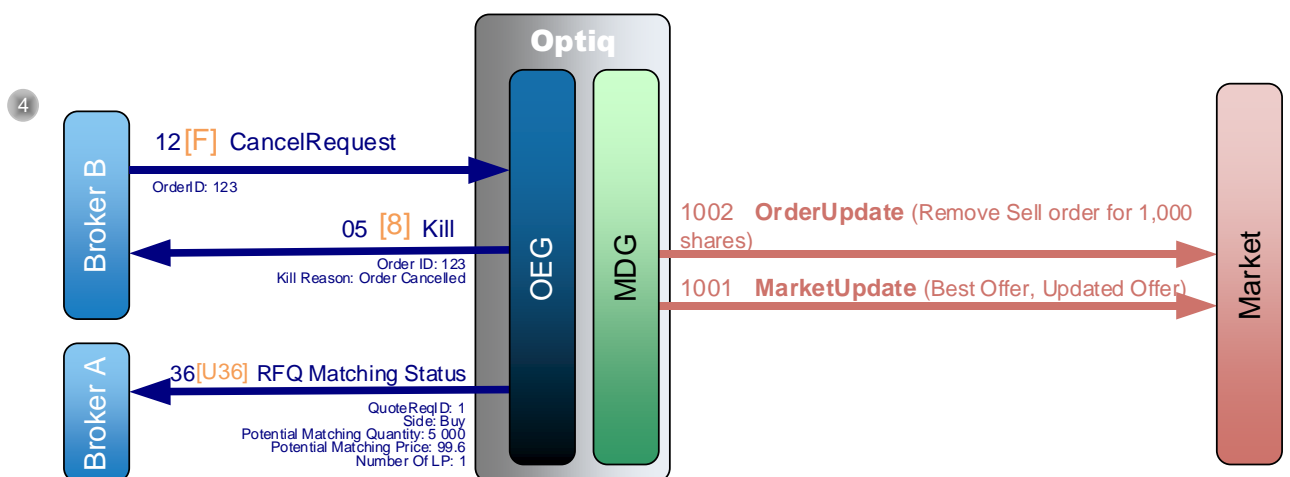 Optiq
4
12[F] CancelRequest
OrderID: 123
Broker B
05 [8] Kill
Order ID: 123
Kill Reason: Order Cancelled
OEG
MDG
1002 OrderUpdate (Remove Sell order for 1,000
shares)
1001 MarketUpdate (Best Offer, Updated Offer)
Market
Broker A
36[U36] RFQ Matching Status
QuoteReqID: 1
Side: Buy
Potential Matching Quantity: 5 000
Potential Matching Price: 99.6
Number Of LP: 1